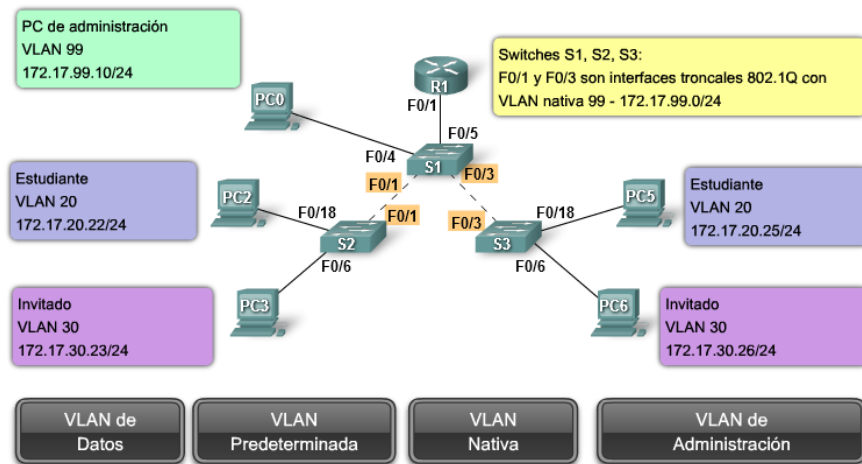 PC de administración
VLAN 99
172.17.99.10/24
Switches S1, S2, S3:
F0/1 y F0/3 son interfaces troncales 802.1Q con
VLAN nativa 99 - 172.17.99.0/24
R1
F0/1
PC0
F0/5
F0/4
S1
F0/1
F0/3
Estudiante
VLAN 20
172.17.20.22/24
PC2
F0/18
F0/1
S2
F0/6
F0/3
S3
F0/18
F0/6
PC5
Estudiante
VLAN 20
172.17.20.25/24
Invitado
VLAN 30
172.17.30.23/24
PC3
PC6
Invitado
VLAN 30
172.17.30.26/24
VLAN de
Datos
VLAN
Predeterminada
VLAN
Nativa
VLAN de
Administración